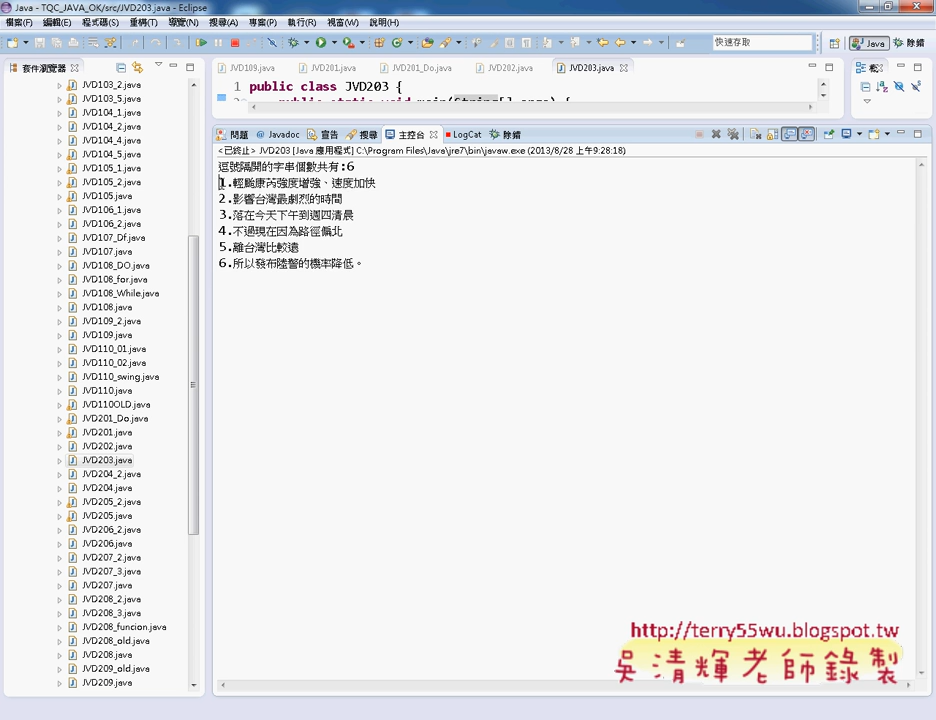 Java - TQC_JAVA_OK/src/JVD203.java - Eclipse
檔案(F) 編輯(E) 程式碼(S) 重構(T) 導覽(N) 搜尋(A) 專案(P) 執行(R) 視窗(W) 說明(H)
快速存取
Java
除錯
套件瀏覽器
JVD103_2.java
JVD103_5.java
JVD104_1.java
JVD104_2.java
JVD104_4.java
JVD104_5.java
JVD105_1.java
JVD105_2.java
JVD105.java
JVD106_1.java
JVD106_2.java
JVD107_Df.java
JVD107.java
JVD108_DO.java
JVD108_for.java
JVD108_While.java
JVD108.java
JVD109_2.java
JVD109.java
JVD110_01.java
JVD110_02.java
JVD110_swing.java
JVD110.java
JVD110OLD.java
JVD201_Do.java
JVD201.java
JVD202.java
JVD203.java
JVD204_2.java
JVD204.java
JVD205_2.java
JVD205.java
JVD206_2.java
JVD206.java
JVD207_2.java
JVD207_3.java
JVD207.java
JVD208_2.java
JVD208_3.java
JVD208_funcion.java
JVD208_old.java
JVD208.java
JVD209_old.java
JVD209.java
JVD109.java JVD201.java JVD201_Do.java JVD202.java JVD203.java
1 public class JVD203 {
public static void main(String[] args) {
問題 @ Javadoc 宣告 搜尋 主控台 LogCat 除錯
<已終止> JVD203 [Java 應用程式] C:\Program Files\Java\jre7\bin\javaw.exe (2013/8/28 上午9:28:18)
逗號隔開的字串個數共有:6
1.輕颱康芮強度增強、速度加快
2.影響台灣最劇烈的時間
3.落在今天下午到週四清晨
4.不過現在因為路徑偏北
5.離台灣比較遠
6.所以發布陸警的機率降低。
http://terry55wu.blogspot.tw
吳清輝老師錄製